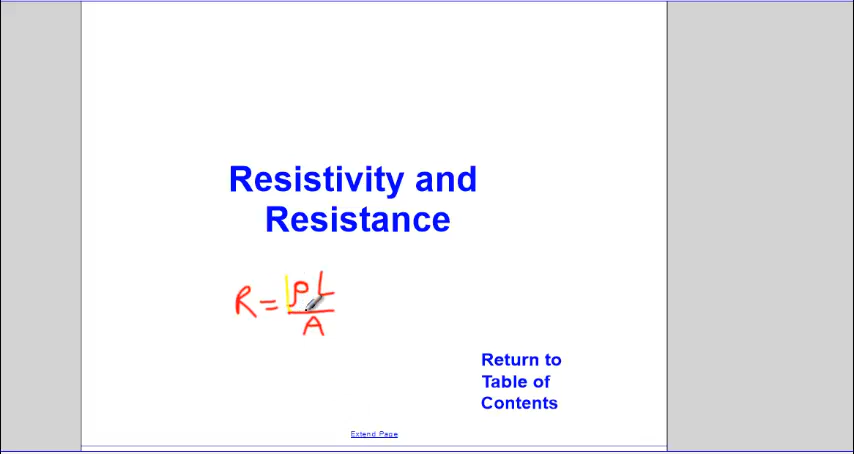 Resistivity and
Resistance
R = ρL
A
Return to
Table of
Contents
Extend Page